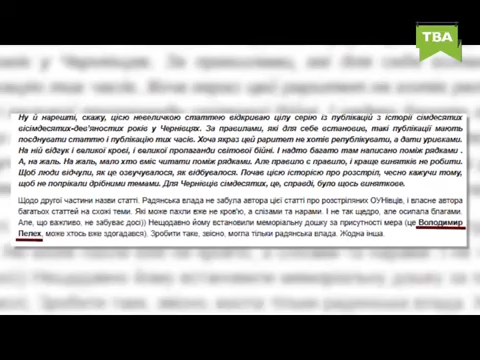 ТВА
Ну й нарешті, скажу, цією невеличкою статтею відкриваю цілу серію із публікацій з історії сімдесятих
вісімдесятих-дев'яностих років у Чернівцях. За правилами, які для себе встановив, такі публікації мають
поєднувати статтю і публікацію тих часів. Хоча якраз цей раритет не хотів републікувати, а дати уривками.
На ній відгук і великої крові, і великої пропаганди світової бійні. І надто багато там написано поміж рядками .
А, на жаль. На жаль, мало хто вміє читати поміж рядками. Але правило є правило, і краще винятків не робити.
Щоб люди відчули, як це озвучувалося, як відбувалося. Почав цією історією про розстріл, чесно кажучи тому,
щоб не попрікали дрібними темами. Для Чернівців сімдесятих, це, справді, було щось виняткове.
Щодо другої частини назви статті. Радянська влада не забула автора цієї статті про розстріляних ОУНівців, і власне автора
багатьох статтей на схожі теми. Які може пахли вже не кров'ю, а слізами та нарами. І не так щедро, але осипала благами.
Але, що важливо, не забуває досі)) Нещодавно йому встановили меморіальну дошку за присутності мера (це Володимир
Пелех, може хтось вже здогадався). Зробити таке, звісно, могла тільки радянська влада. Жодна інша.